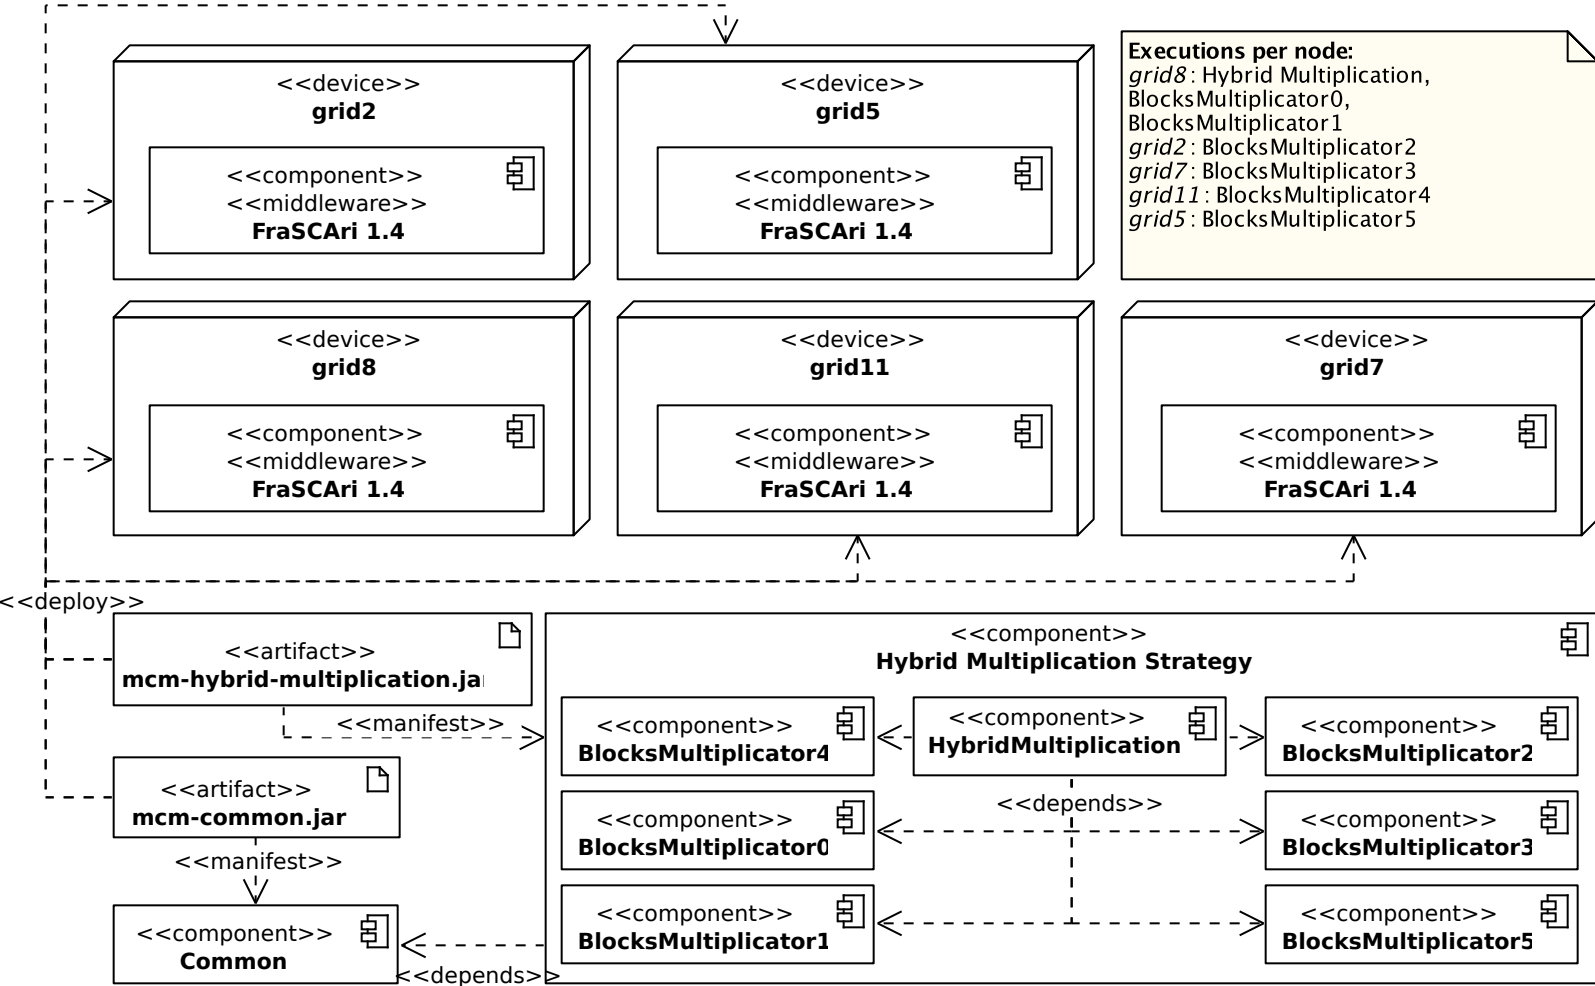 <<device>>
grid2
<<component>>
<<middleware>>
FraSCAri 1.4
<<device>>
grid5
<<component>>
<<middleware>>
FraSCAri 1.4
Executions per node:
grid8: Hybrid Multiplication,
BlocksMultiplicator0,
BlocksMultiplicator1
grid2: BlocksMultiplicator2
grid7: BlocksMultiplicator3
grid11: BlocksMultiplicator4
grid5: BlocksMultiplicator5
<<device>>
grid8
<<component>>
<<middleware>>
FraSCAri 1.4
<<device>>
grid11
<<component>>
<<middleware>>
FraSCAri 1.4
<<device>>
grid7
<<component>>
<<middleware>>
FraSCAri 1.4
<<deploy>>
<<artifact>>
mcm-hybrid-multiplication.jar
<<manifest>>
<<artifact>>
mcm-common.jar
<<manifest>>
<<component>>
Common
<<depends>>
<<component>>
Hybrid Multiplication Strategy
<<component>>
BlocksMultiplicator4
<<component>>
HybridMultiplication
<<component>>
BlocksMultiplicator2
<<depends>>
<<component>>
BlocksMultiplicator0
<<component>>
BlocksMultiplicator3
<<component>>
BlocksMultiplicator1
<<component>>
BlocksMultiplicator5